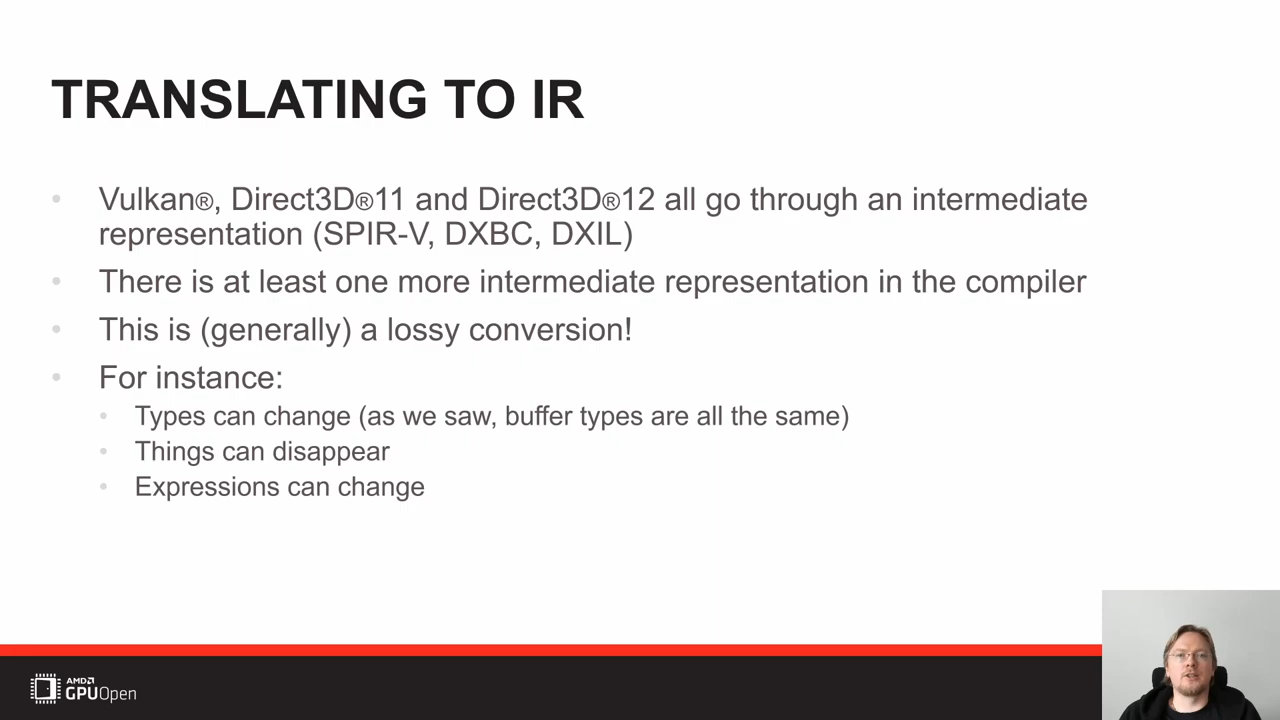 TRANSLATING TO IR
• Vulkan®, Direct3D®11 and Direct3D®12 all go through an intermediate
representation (SPIR-V, DXBC, DXIL)
• There is at least one more intermediate representation in the compiler
• This is (generally) a lossy conversion!
• For instance:
• Types can change (as we saw, buffer types are all the same)
• Things can disappear
• Expressions can change
AMD
GPUOpen